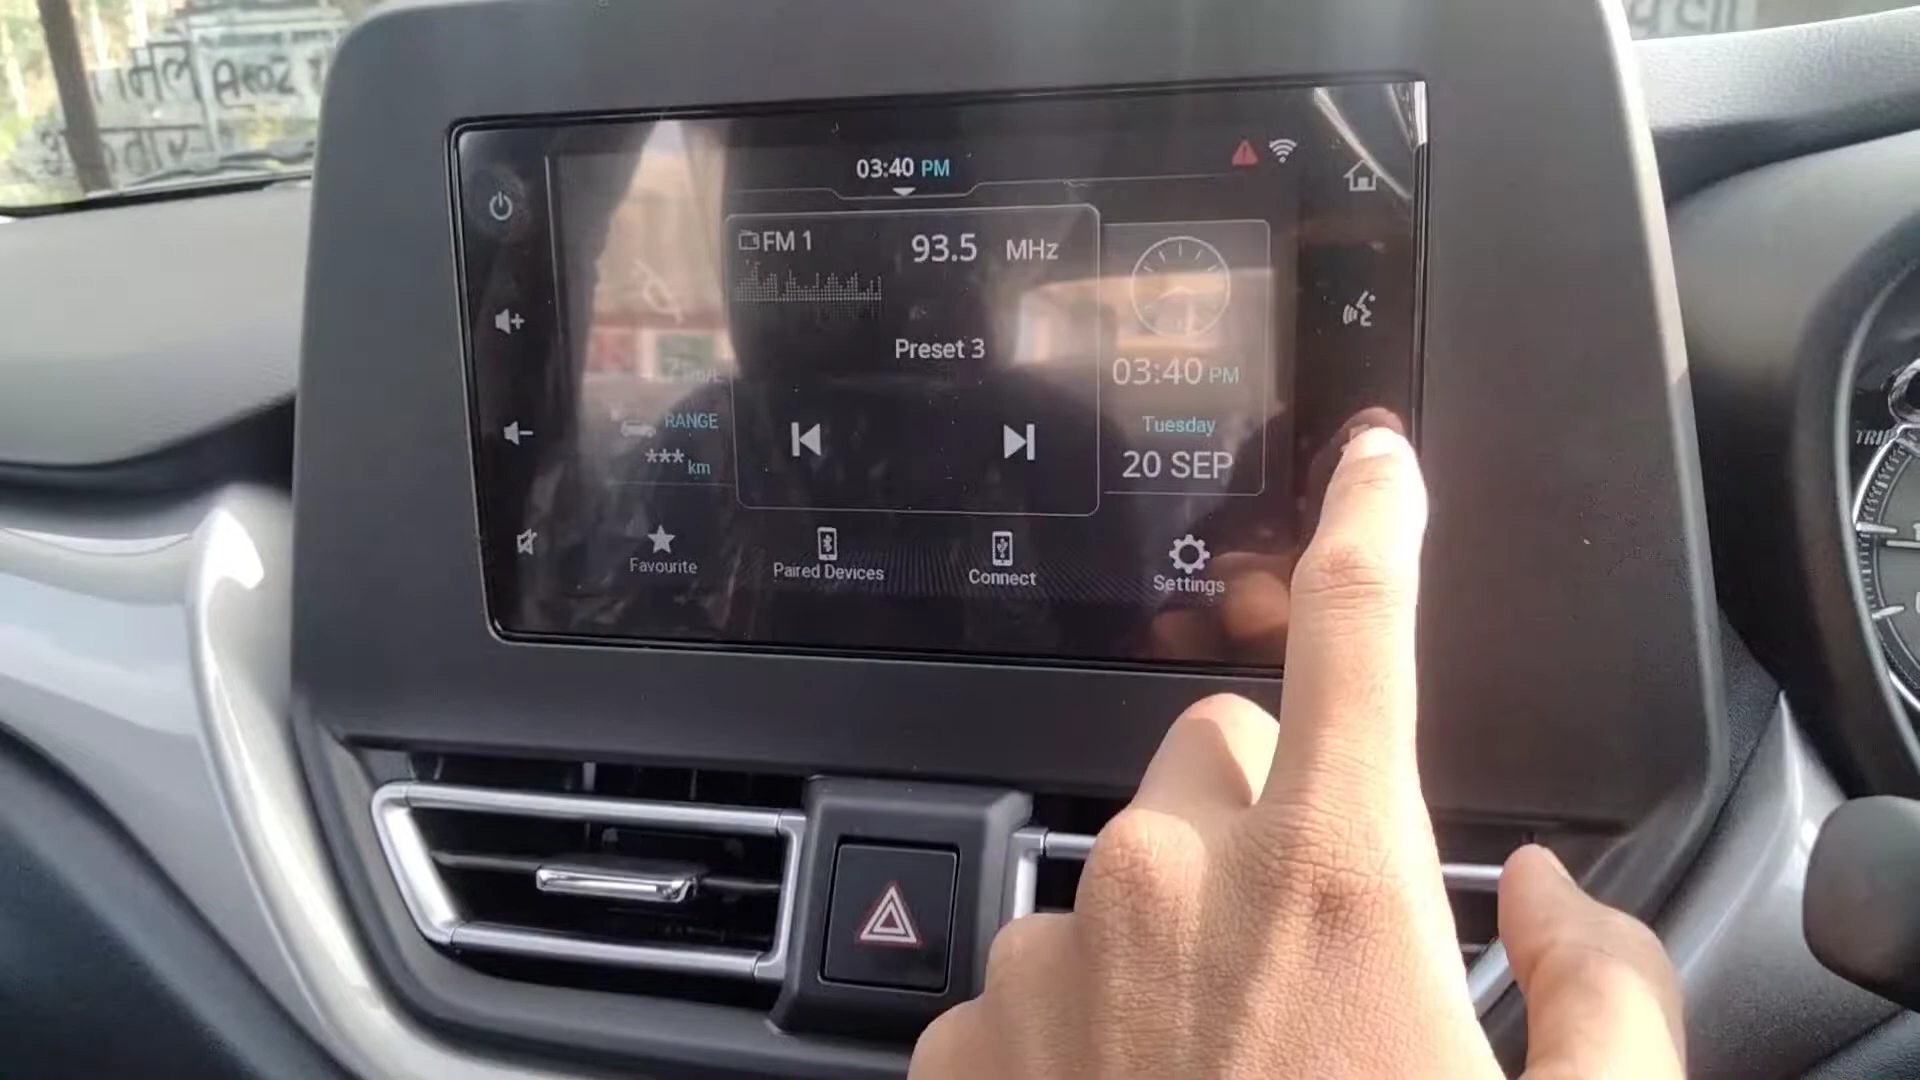 03:40 PM
FM 1
93.5 MHz
Preset 3
km/L
RANGE
*** km
03:40 PM
Tuesday
20 SEP
Favourite
Paired Devices
Connect
Settings